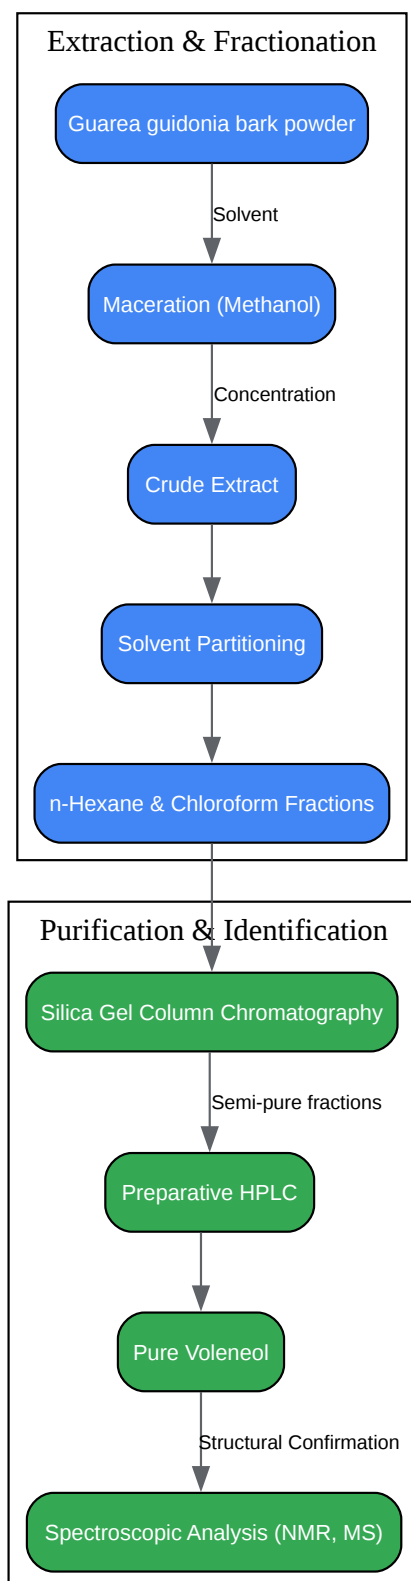 Extraction & Fractionation
Guarea guidonia bark powder
Solvent
Maceration (Methanol)
Concentration
Crude Extract
Solvent Partitioning
n-Hexane & Chloroform Fractions
Purification & Identification
Silica Gel Column Chromatography
Semi-pure fractions
Preparative HPLC
Pure Voleneol
Structural Confirmation
Spectroscopic Analysis (NMR, MS)